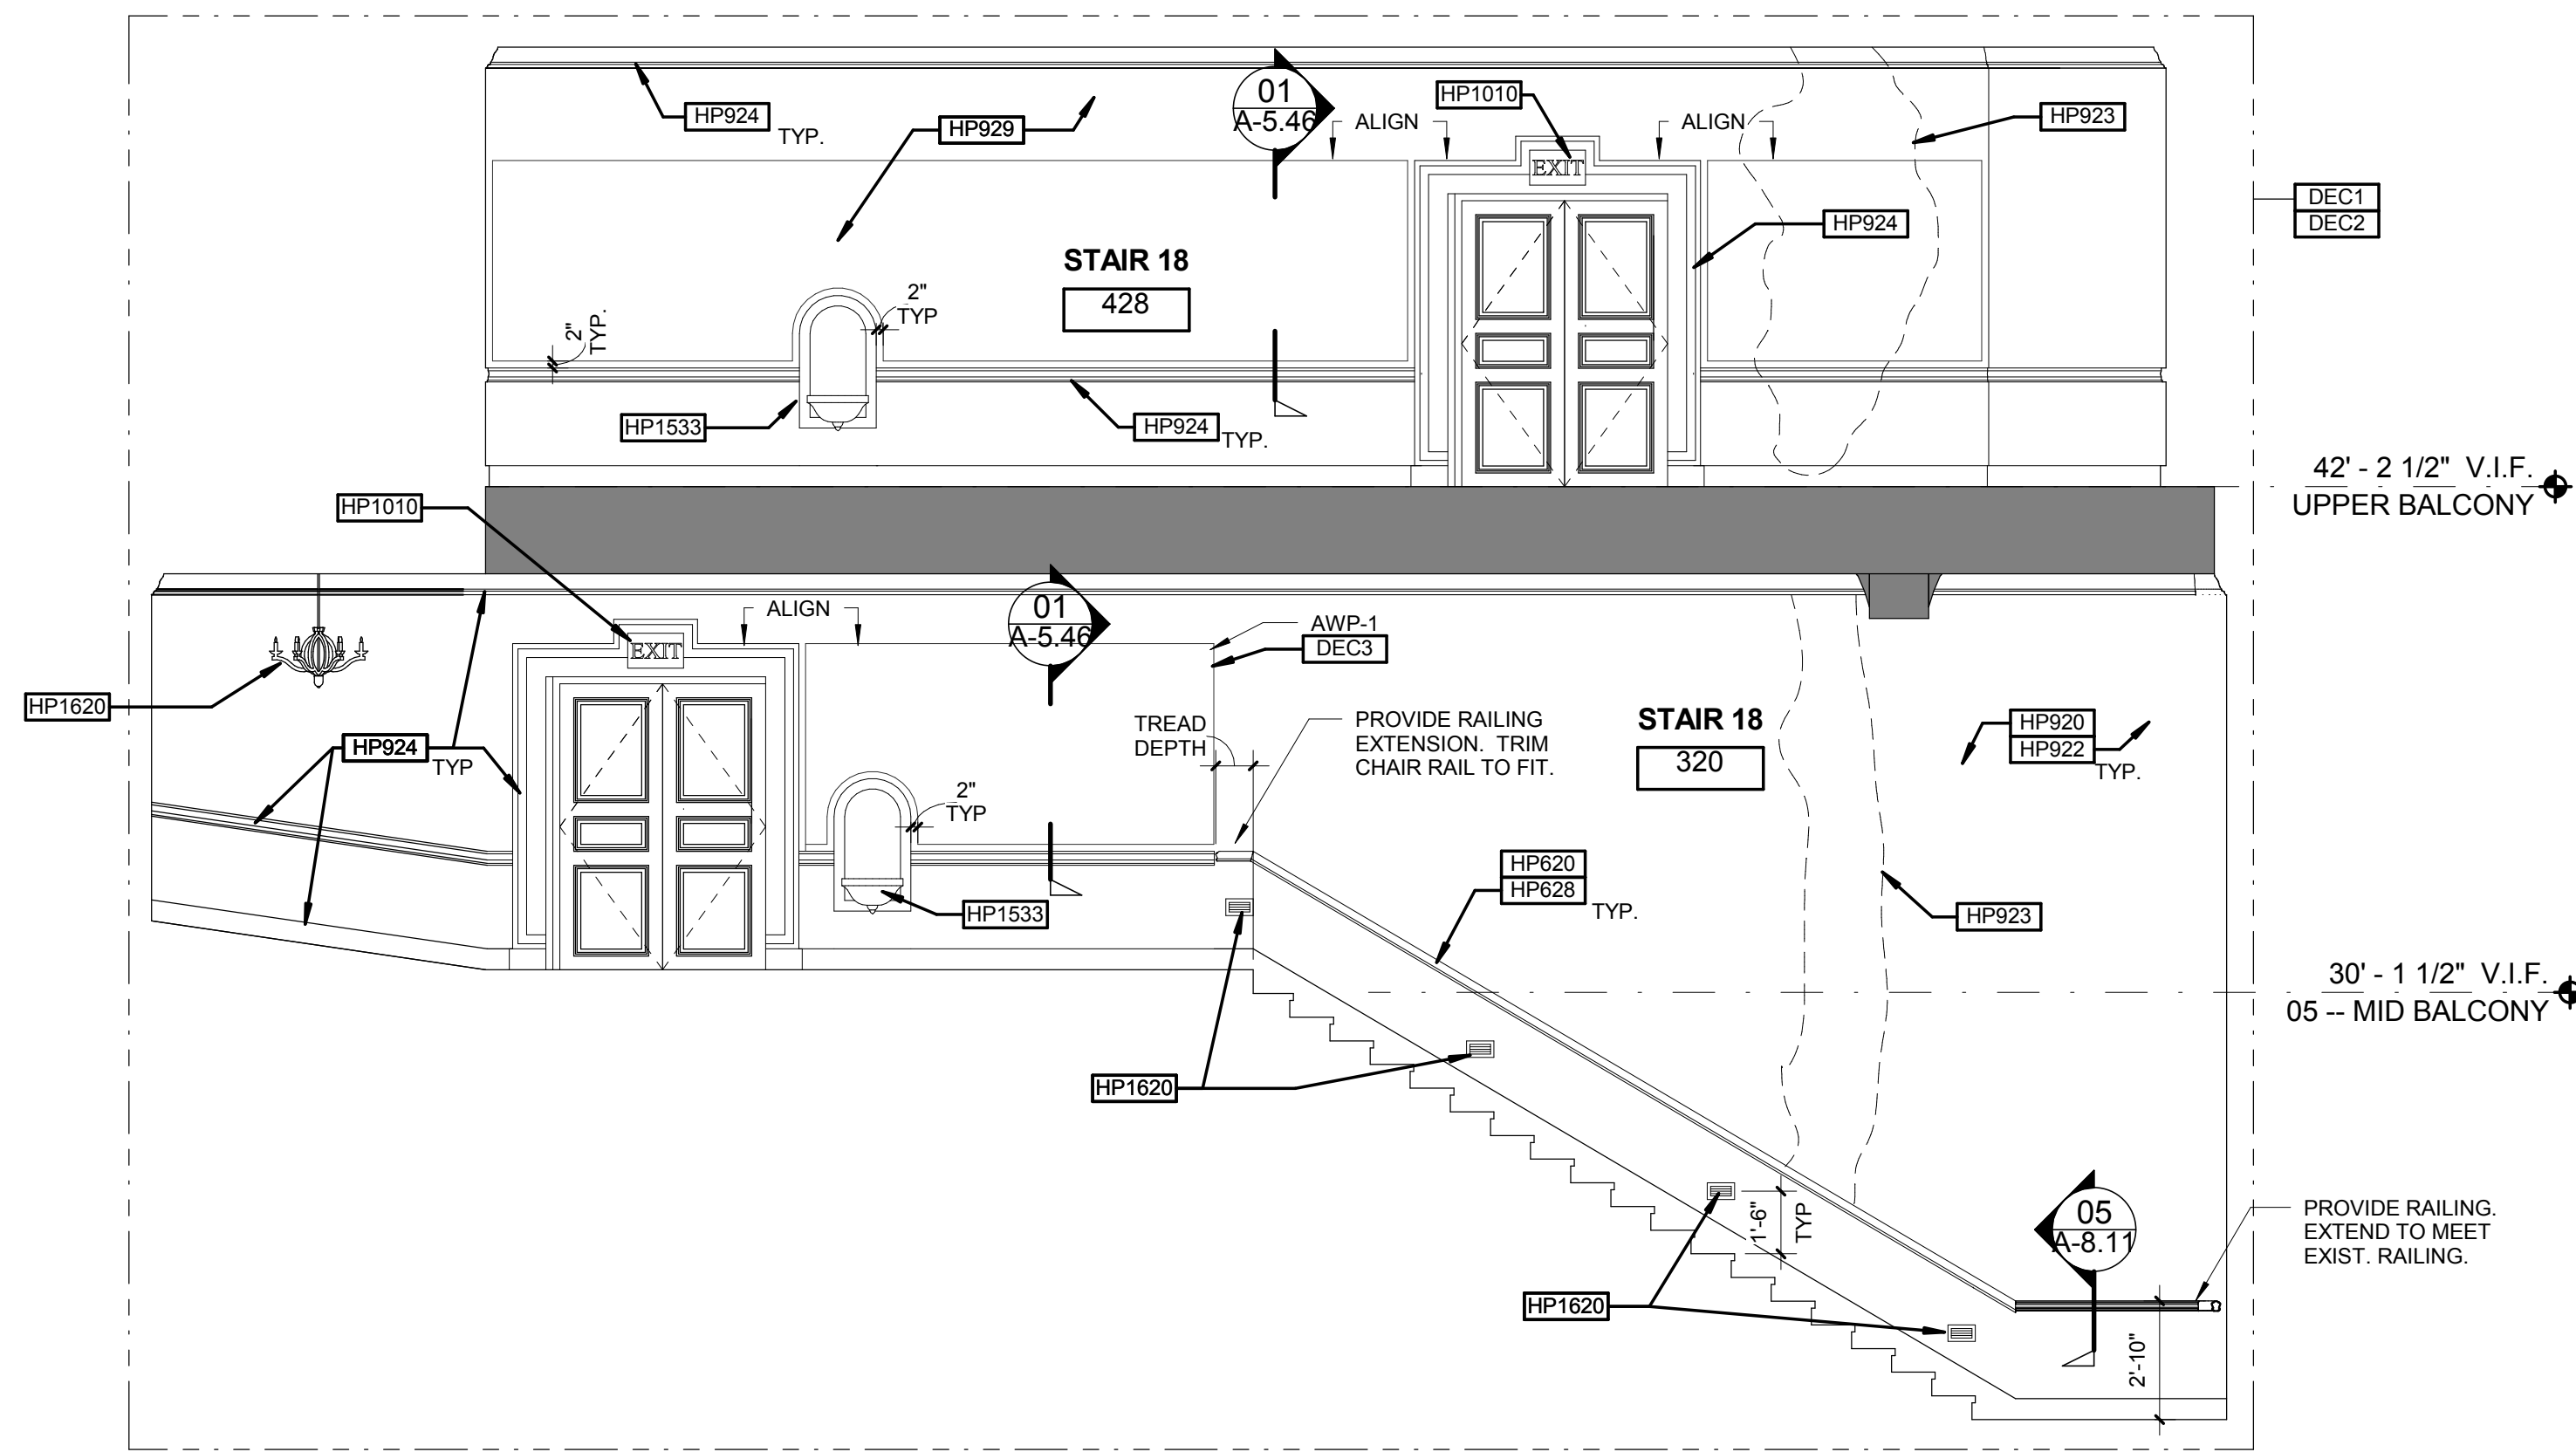 HP924
TYP.
HP929
01
A-5.46
ALIGN
HP1010
EXIT
ALIGN
HP923
DEC1
DEC2
HP924
STAIR 18
428
2"
TYP
2"
TYP.
HP1533
HP924
TYP.
42' - 2 1/2" V.I.F.
UPPER BALCONY
HP1010
01
A-5.46
ALIGN
EXIT
AWP-1
DEC3
HP1620
HP924
TYP
TREAD
DEPTH
PROVIDE RAILING
EXTENSION. TRIM
CHAIR RAIL TO FIT.
STAIR 18
320
HP920
HP922
TYP.
2"
TYP
HP620
HP628
TYP.
HP1533
HP923
30' - 1 1/2" V.I.F.
05 -- MID BALCONY
HP1620
1'-6"
TYP
05
A-8.11
PROVIDE RAILING.
EXTEND TO MEET
EXIST. RAILING.
HP1620
2'-10"